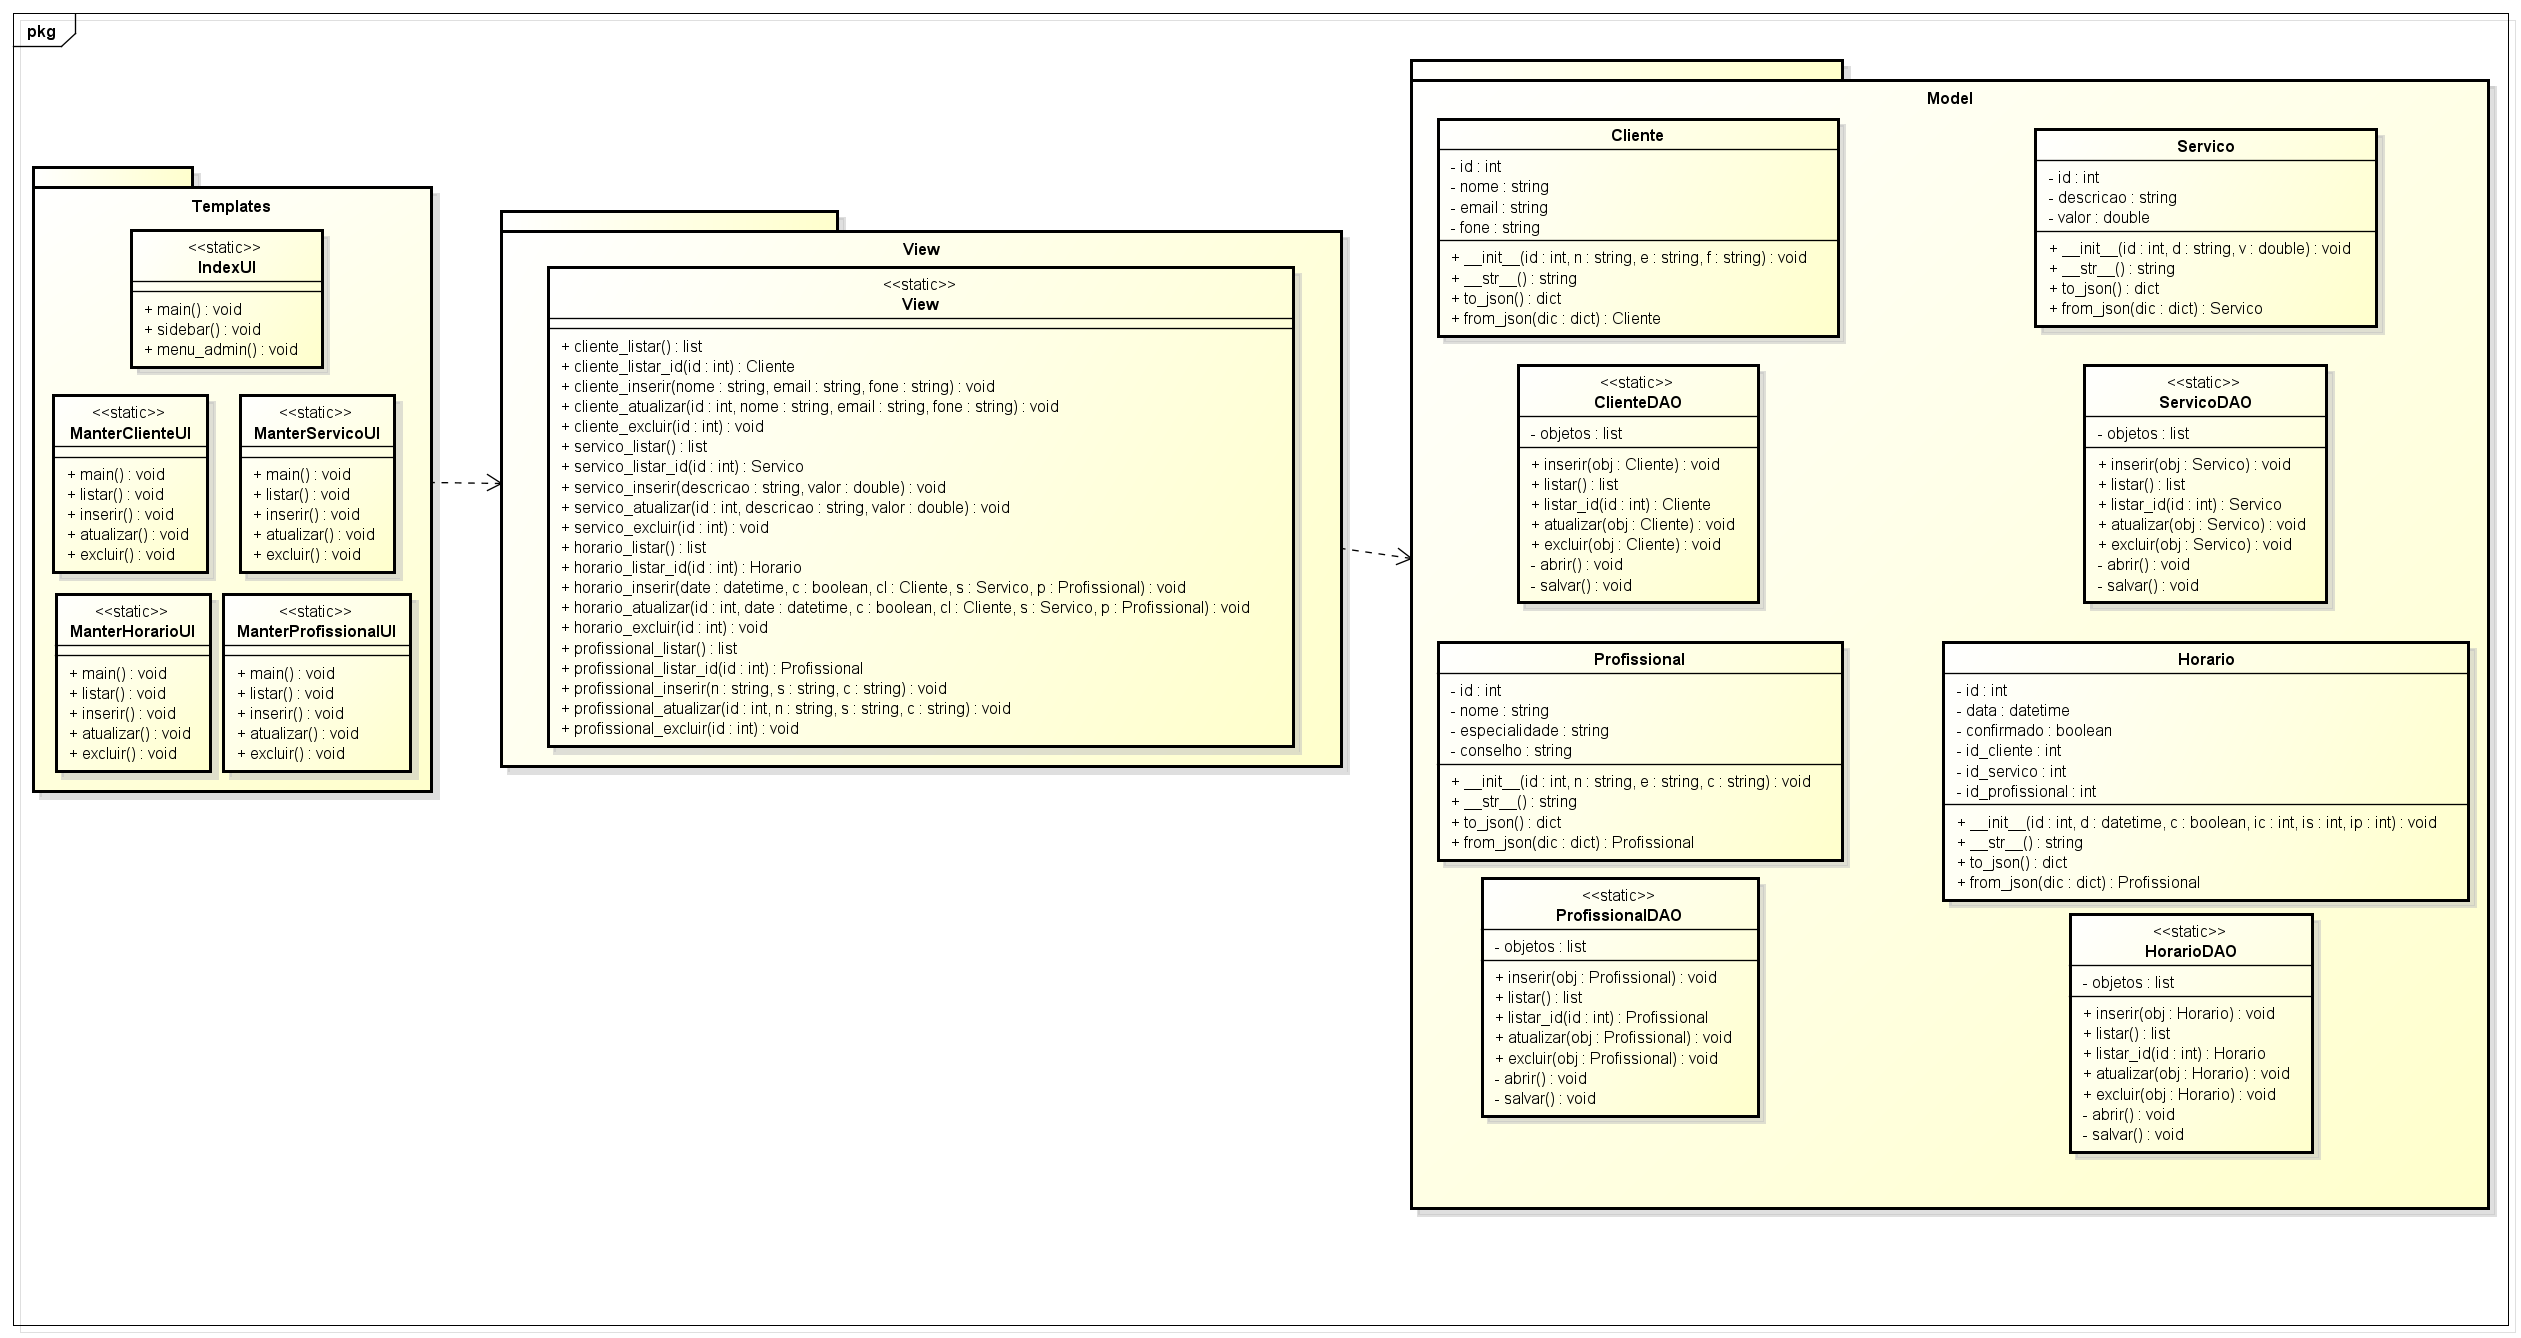 pkg
Templates
<<static>>
IndexUI
+ main() : void
+ sidebar() : void
+ menu_admin() : void
<<static>>
ManterClienteUI
+ main() : void
+ listar() : void
+ inserir() : void
+ atualizar() : void
+ excluir() : void
<<static>>
ManterServicoUI
+ main() : void
+ listar() : void
+ inserir() : void
+ atualizar() : void
+ excluir() : void
<<static>>
ManterHorarioUI
+ main() : void
+ listar() : void
+ inserir() : void
+ atualizar() : void
+ excluir() : void
<<static>>
ManterProfissionalUI
+ main() : void
+ listar() : void
+ inserir() : void
+ atualizar() : void
+ excluir() : void
View
<<static>>
View
+ cliente_listar() : list
+ cliente_listar_id(id : int) : Cliente
+ cliente_inserir(nome : string, email : string, fone : string) : void
+ cliente_atualizar(id : int, nome : string, email : string, fone : string) : void
+ cliente_excluir(id : int) : void
+ servico_listar() : list
+ servico_listar_id(id : int) : Servico
+ servico_inserir(descricao : string, valor : double) : void
+ servico_atualizar(id : int, descricao : string, valor : double) : void
+ servico_excluir(id : int) : void
+ horario_listar() : list
+ horario_listar_id(id : int) : Horario
+ horario_inserir(date : datetime, c : boolean, cl : Cliente, s : Servico, p : Profissional) : void
+ horario_atualizar(id : int, date : datetime, c : boolean, cl : Cliente, s : Servico, p : Profissional) : void
+ horario_excluir(id : int) : void
+ profissional_listar() : list
+ profissional_listar_id(id : int) : Profissional
+ profissional_inserir(n : string, s : string, c : string) : void
+ profissional_atualizar(id : int, n : string, s : string, c : string) : void
+ profissional_excluir(id : int) : void
Model
Cliente
- id : int
- nome : string
- email : string
- fone : string
+ __init__(id : int, n : string, e : string, f : string) : void
+ __str__() : string
+ to_json() : dict
+ from_json(dic : dict) : Cliente
Servico
- id : int
- descricao : string
- valor : double
+ __init__(id : int, d : string, v : double) : void
+ __str__() : string
+ to_json() : dict
+ from_json(dic : dict) : Servico
<<static>>
ClienteDAO
- objetos : list
+ inserir(obj : Cliente) : void
+ listar() : list
+ listar_id(id : int) : Cliente
+ atualizar(obj : Cliente) : void
+ excluir(obj : Cliente) : void
- abrir() : void
- salvar() : void
<<static>>
ServicoDAO
- objetos : list
+ inserir(obj : Servico) : void
+ listar() : list
+ listar_id(id : int) : Servico
+ atualizar(obj : Servico) : void
+ excluir(obj : Servico) : void
- abrir() : void
- salvar() : void
Profissional
- id : int
- nome : string
- especialidade : string
- conselho : string
+ __init__(id : int, n : string, e : string, c : string) : void
+ __str__() : string
+ to_json() : dict
+ from_json(dic : dict) : Profissional
Horario
- id : int
- data : datetime
- confirmado : boolean
- id_cliente : int
- id_servico : int
- id_profissional : int
+ __init__(id : int, d : datetime, c : boolean, ic : int, is : int, ip : int) : void
+ __str__() : string
+ to_json() : dict
+ from_json(dic : dict) : Profissional
<<static>>
ProfissionalDAO
- objetos : list
+ inserir(obj : Profissional) : void
+ listar() : list
+ listar_id(id : int) : Profissional
+ atualizar(obj : Profissional) : void
+ excluir(obj : Profissional) : void
- abrir() : void
- salvar() : void
<<static>>
HorarioDAO
- objetos : list
+ inserir(obj : Horario) : void
+ listar() : list
+ listar_id(id : int) : Horario
+ atualizar(obj : Horario) : void
+ excluir(obj : Horario) : void
- abrir() : void
- salvar() : void